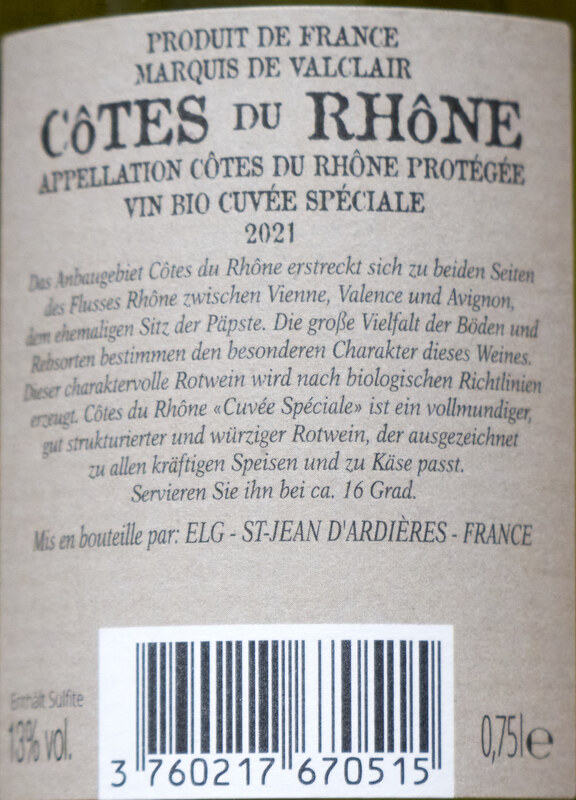 PRODUIT DE FRANCE
MARQUIS DE VALCLAIR
CôTES DU RHôNE
APPELLATION CÔTES DU RHÔNE PROTÉGÉE
VIN BIO CUVÉE SPÉCIALE
2021
Das Anbaugebiet Côtes du Rhône erstreckt sich zu beiden Seiten
des Flusses Rhône zwischen Vienne, Valence und Avignon,
dem ehemaligen Sitz der Päpste. Die große Vielfalt der Böden und
Rebsorten bestimmen den besonderen Charakter dieses Weines.
Dieser charaktervolle Rotwein wird nach biologischen Richtlinien
erzeugt. Côtes du Rhône «Cuvée Spéciale» ist ein vollmundiger,
gut strukturierter und würziger Rotwein, der ausgezeichnet
zu allen kräftigen Speisen und zu Käse passt.
Servieren Sie ihn bei ca. 16 Grad.
Mis en bouteille par: ELG - ST-JEAN D'ARDIÈRES - FRANCE
Enthält Sulfite
13% vol.
0,75l e
3 760217 670515